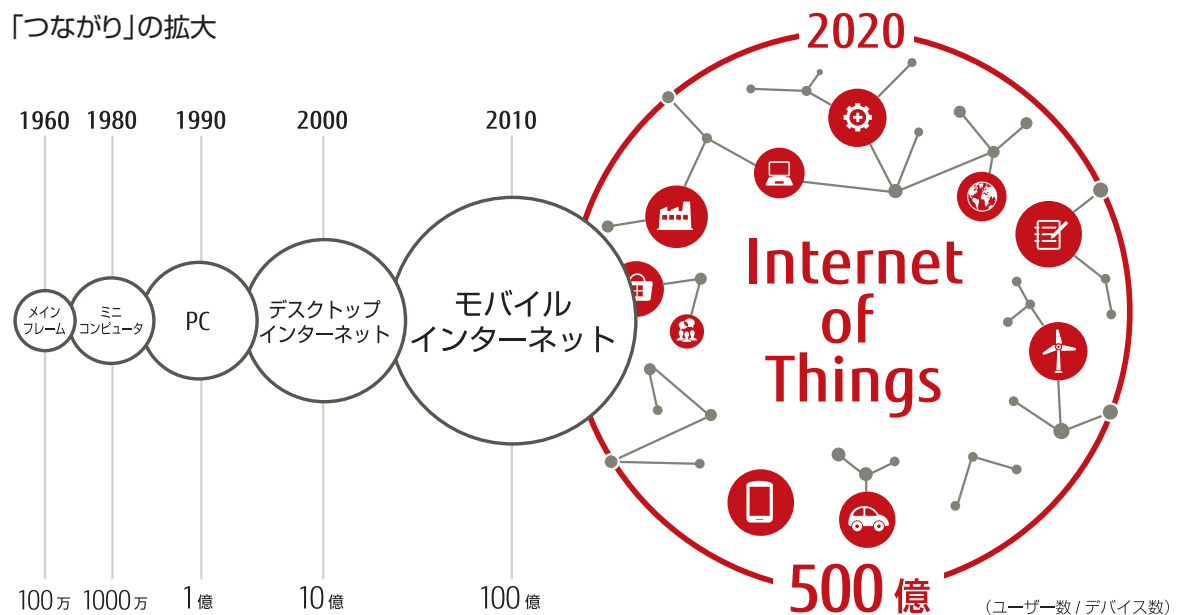 「つながり」の拡大
1960
1980
1990
2000
2010
2020
メイン
フレーム
ミニ
コンピュータ
PC
デスクトップ
インターネット
モバイル
インターネット
Internet
of
Things
100万
1000万
1億
10億
100億
500億
（ユーザー数 / デバイス数）